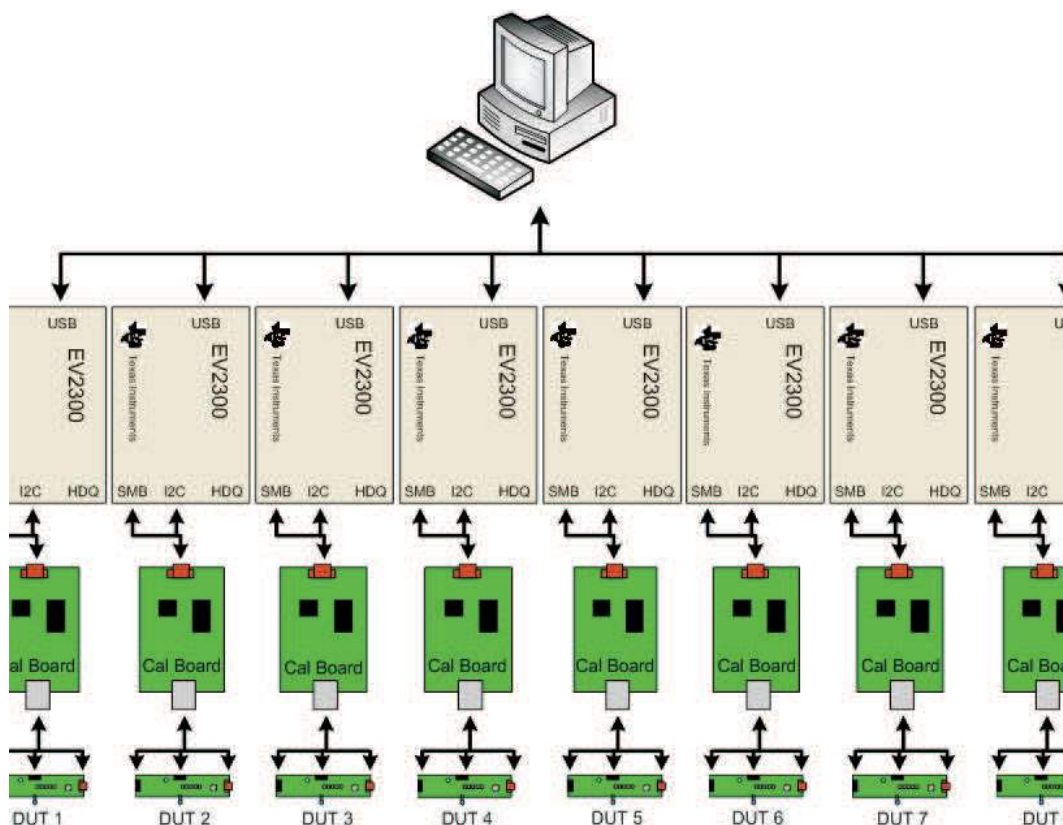 USB USB USB USB USB USB USB
EV2300 EV2300 EV2300 EV2300 EV2300 EV2300 EV2300
Texas Instruments Texas Instruments Texas Instruments Texas Instruments Texas Instruments Texas Instruments Texas Instruments
I2C HDQ SMB I2C HDQ SMB I2C HDQ SMB I2C HDQ SMB I2C HDQ SMB I2C HDQ SMB I2C HDQ SMB I2C
Board Cal Board Cal Board Cal Board Cal Board Cal Board Cal Board Cal
DUT 1 DUT 2 DUT 3 DUT 4 DUT 5 DUT 6 DUT 7 DUT